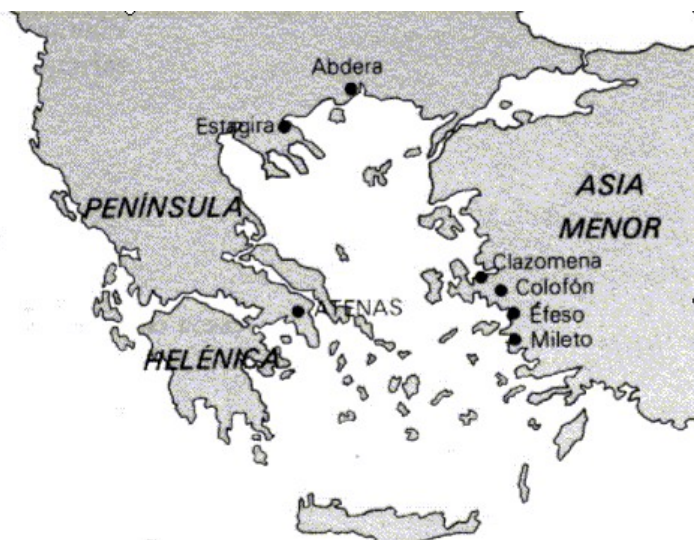 Abdera
Estagira
ASIA
MENOR
PENÍNSULA
Clazomena
Colofón
ATENAS
Éfeso
Mileto
HELÉNICA